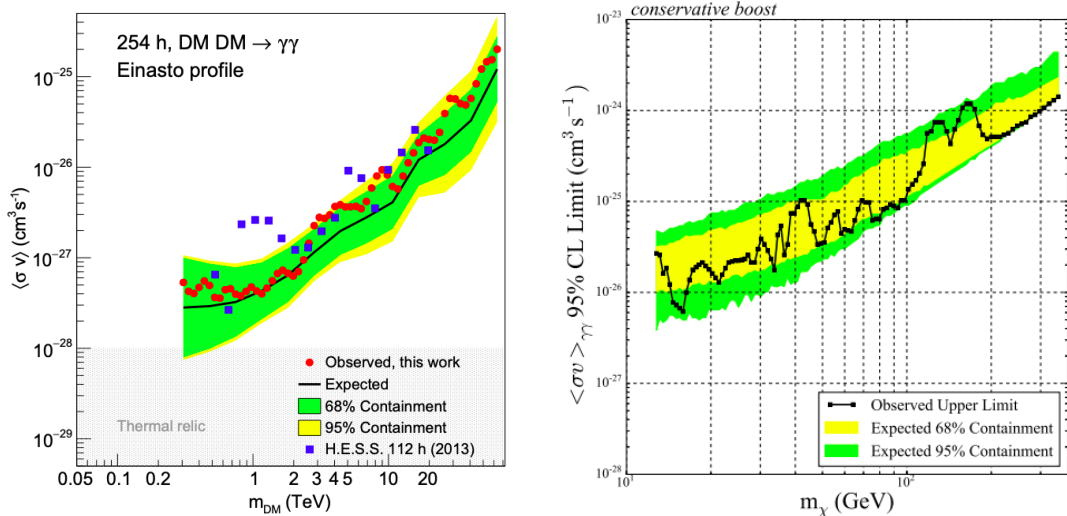 254 h, DM DM → γγ
Einasto profile
⟨σ v⟩ (cm³s⁻¹)
10⁻²⁵
10⁻²⁶
10⁻²⁷
10⁻²⁸
10⁻²⁹
Thermal relic
Observed, this work
Expected
68% Containment
95% Containment
H.E.S.S. 112 h (2013)
0.05 0.1 0.2 1 2 3 4 5 10 20
m_DM (TeV)
conservative boost
<σv>γγ 95% CL Limit (cm³ s⁻¹)
10⁻²³
10⁻²⁴
10⁻²⁵
10⁻²⁶
10⁻²⁷
10⁻²⁸
Observed Upper Limit
Expected 68% Containment
Expected 95% Containment
10¹ 10²
m_χ (GeV)